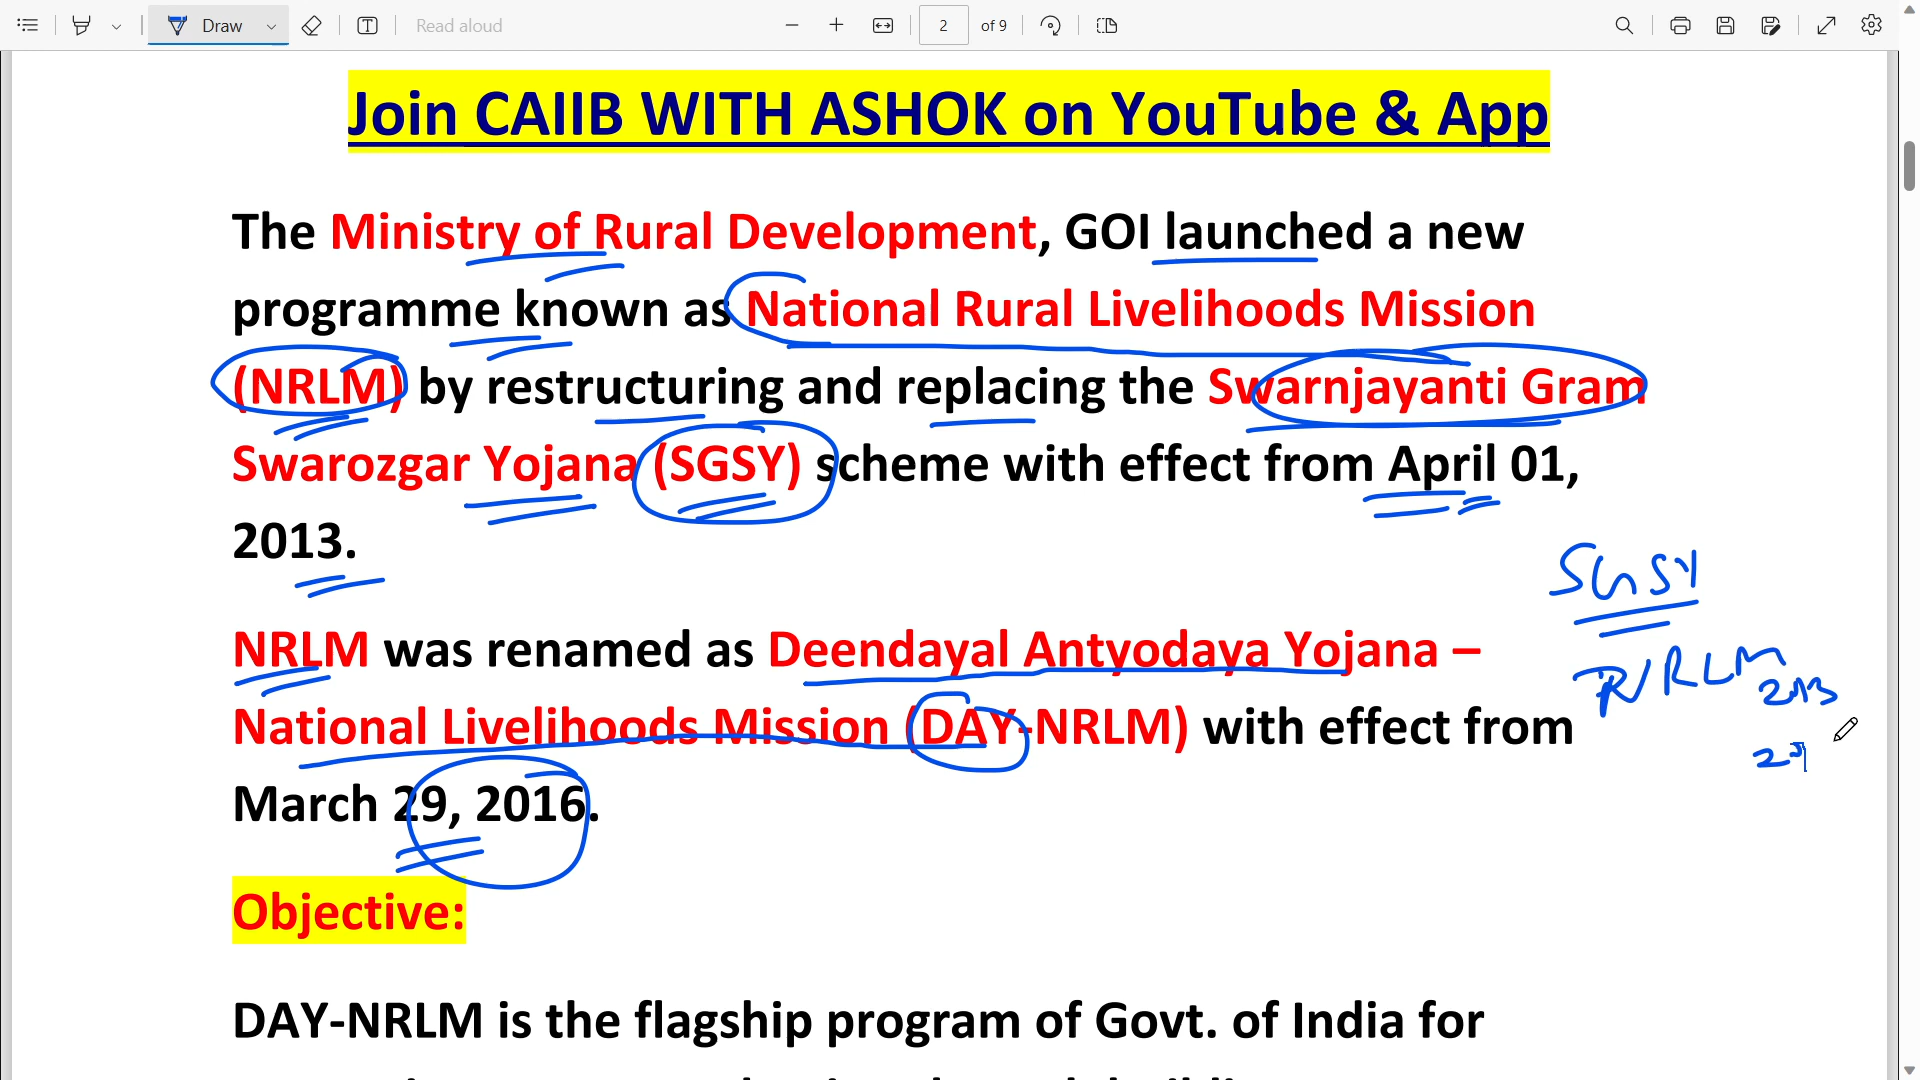 Draw
Read aloud
2
of 9
Join CAIIB WITH ASHOK on YouTube & App
The Ministry of Rural Development, GOI launched a new
programme known as National Rural Livelihoods Mission
(NRLM) by restructuring and replacing the Swarnjayanti Gram
Swarozgar Yojana (SGSY) scheme with effect from April 01,
2013.
SGSY
NRLM
2013
NRLM was renamed as Deendayal Antyodaya Yojana –
National Livelihoods Mission (DAY-NRLM) with effect from
March 29, 2016.
Objective:
DAY-NRLM is the flagship program of Govt. of India for